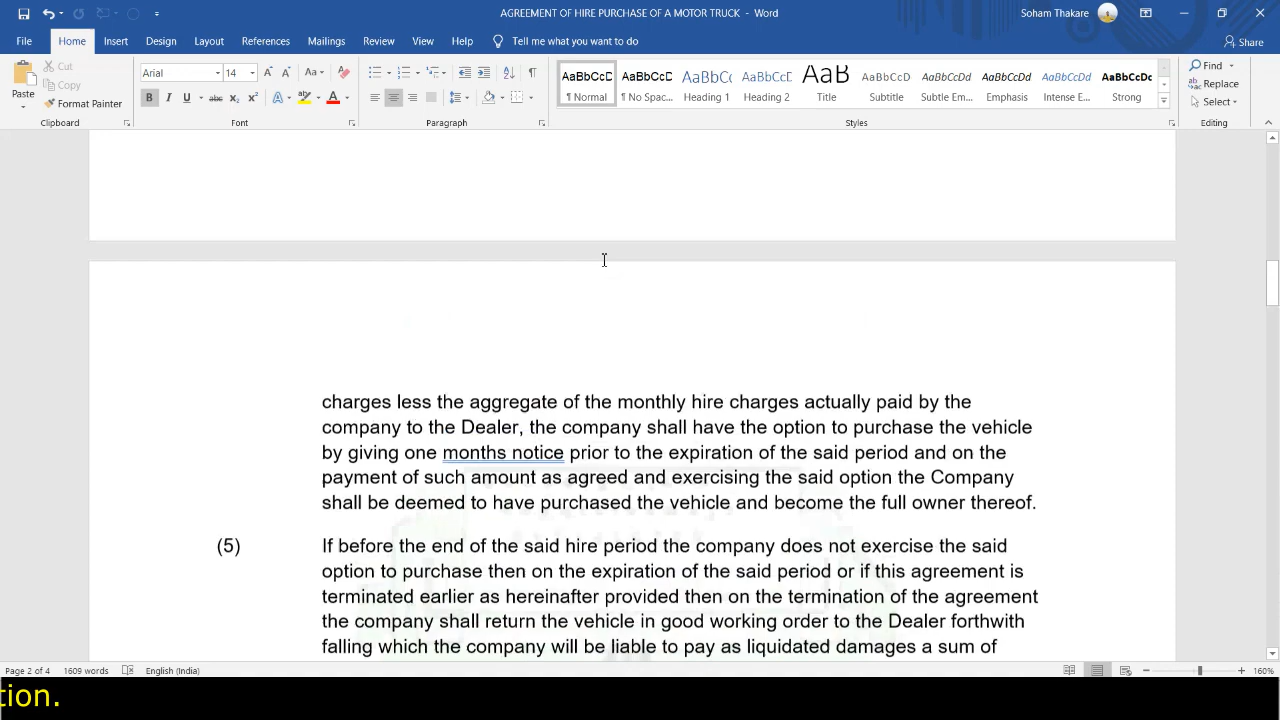 AGREEMENT OF HIRE PURCHASE OF A MOTOR TRUCK - Word
Soham Thakare
File Home Insert Design Layout References Mailings Review View Help Tell me what you want to do Share
Paste
Cut
Copy
Format Painter
Clipboard
Arial 14
Font
Paragraph
AaBbCcD AaBbCcD AaBbCc AaBbCcD AaB AaBbCcD AaBbCcDd AaBbCcDd AaBbCcDd AaBbCcDc
¶ Normal ¶ No Spac... Heading 1 Heading 2 Title Subtitle Subtle Em... Emphasis Intense E... Strong
Styles
Find
Replace
Select
Editing
charges less the aggregate of the monthly hire charges actually paid by the
company to the Dealer, the company shall have the option to purchase the vehicle
by giving one months notice prior to the expiration of the said period and on the
payment of such amount as agreed and exercising the said option the Company
shall be deemed to have purchased the vehicle and become the full owner thereof.
(5) If before the end of the said hire period the company does not exercise the said
option to purchase then on the expiration of the said period or if this agreement is
terminated earlier as hereinafter provided then on the termination of the agreement
the company shall return the vehicle in good working order to the Dealer forthwith
falling which the company will be liable to pay as liquidated damages a sum of
Page 2 of 4 1609 words English (India) 160%
tion.